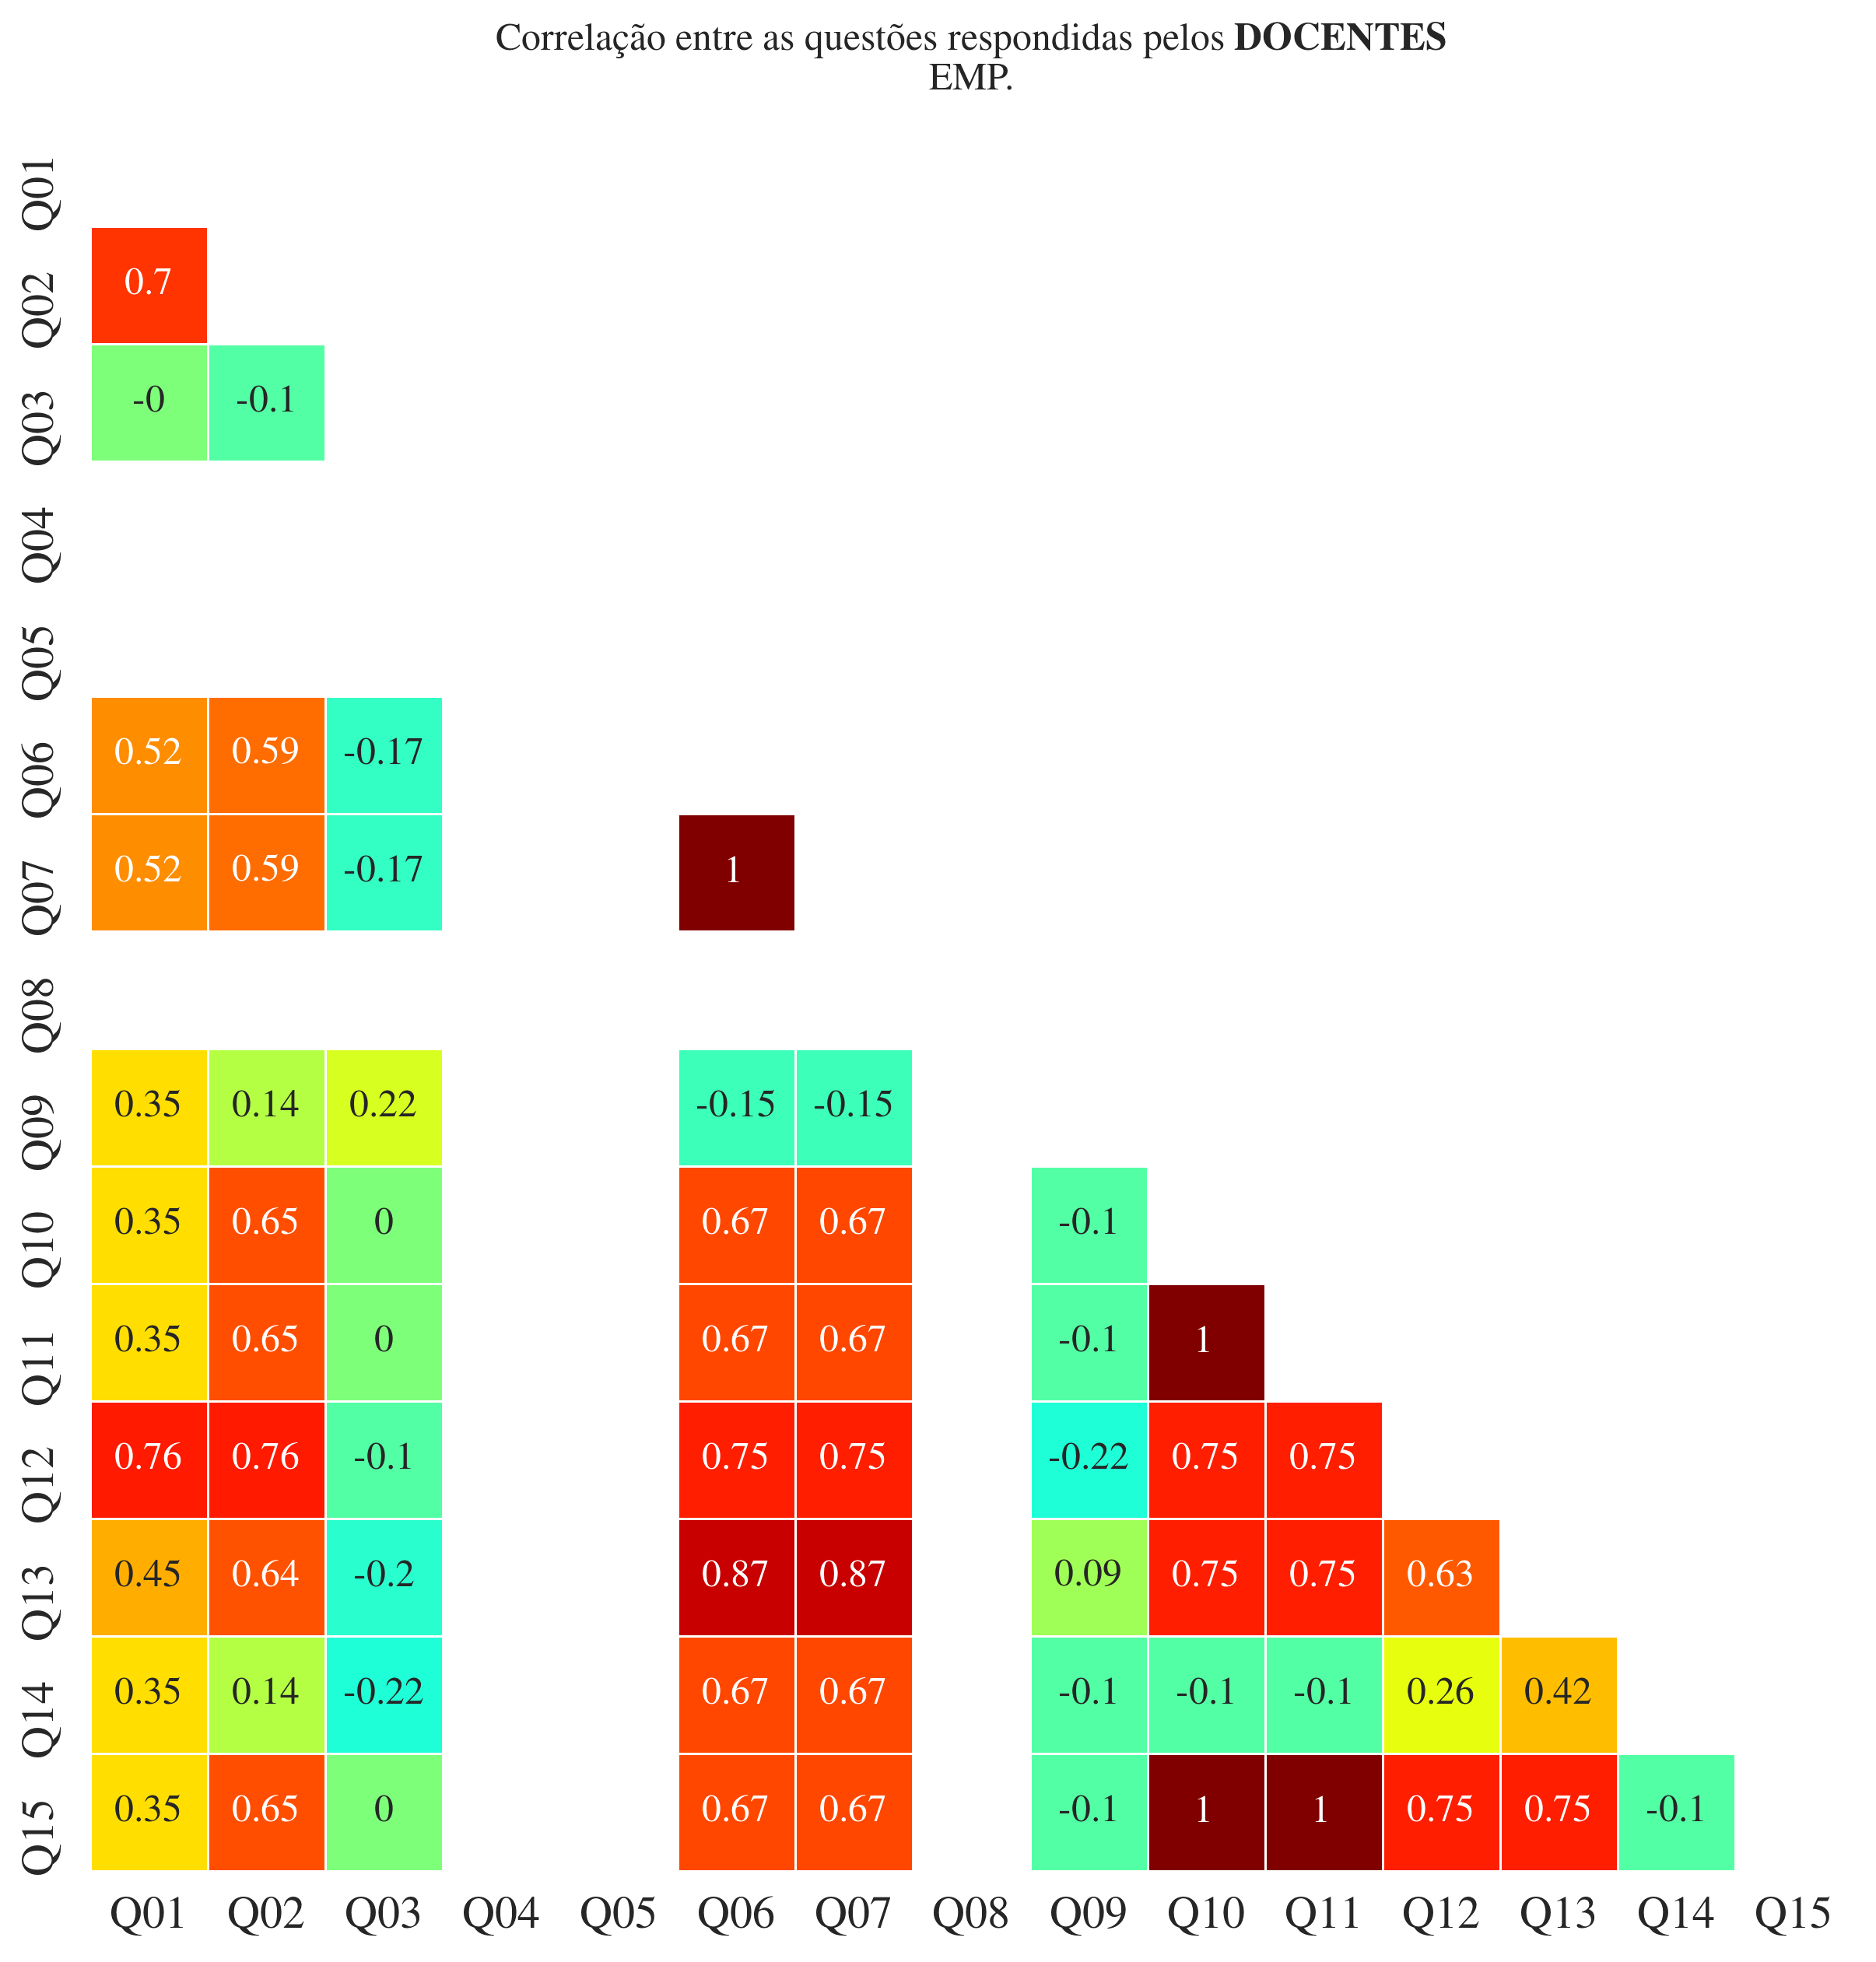 Correlação entre as questões respondidas pelos DOCENTES
EMP.
Q01
Q02 0.7
Q03 -0 -0.1
Q04
Q05
Q06 0.52 0.59 -0.17
Q07 0.52 0.59 -0.17 1
Q08
Q09 0.35 0.14 0.22 -0.15 -0.15
Q10 0.35 0.65 0 0.67 0.67 -0.1
Q11 0.35 0.65 0 0.67 0.67 -0.1 1
Q12 0.76 0.76 -0.1 0.75 0.75 -0.22 0.75 0.75
Q13 0.45 0.64 -0.2 0.87 0.87 0.09 0.75 0.75 0.63
Q14 0.35 0.14 -0.22 0.67 0.67 -0.1 -0.1 -0.1 0.26 0.42
Q15 0.35 0.65 0 0.67 0.67 -0.1 1 1 0.75 0.75 -0.1
Q01 Q02 Q03 Q04 Q05 Q06 Q07 Q08 Q09 Q10 Q11 Q12 Q13 Q14 Q15